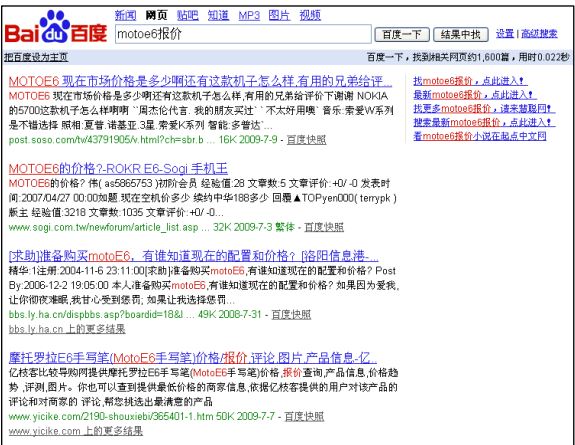 Bai du 百度
新闻 网页 贴吧 知道 MP3 图片 视频
motoe6报价 百度一下 结果中找 设置 | 高级搜索
把百度设为主页 百度一下，找到相关网页约1,600篇，用时0.022秒
MOTOE6 现在市场价格是多少啊还有这款机子怎么样,有用的兄弟给评...
MOTOE6 现在市场价格是多少啊还有这款机子怎么样,有用的兄弟给评价下谢谢 NOKIA
的5700这款机子怎么样啊啊 ``周杰伦代言. 我的朋友买过``不太好用噢` 音乐:索爱W系列
是不错选择 照相:夏普.诺基亚.3星.索爱K系列 智能:多普达`...
post.soso.com/tw/43791905/v.html?ch=sbr.b ... 16K 2009-7-9 - 百度快照
MOTOE6的价格?-ROKR E6-Sogi 手机王
MOTOE6的价格? 伟( as5865753 )初阶会员 经验值:28 文章数:5 文章评价:+0/ -0 发表时
间:2007/04/27 00:00如题.现在空机价多少 续约中华188多少 回覆▲TOPyen000( terrypk )
版主 经验值:3218 文章数:1035 文章评价:+0/ -0...
www.sogi.com.tw/newforum/article_list.asp ... 32K 2009-7-3 繁体 - 百度快照
[求助]准备购买motoE6，有谁知道现在的配置和价格？ [洛阳信息港-...
精华:1注册:2004-11-6 23:11:00[求助]准备购买motoE6,有谁知道现在的配置和价格? Post
By:2006-12-2 19:05:00 本人准备购买motoE6,有谁知道现在的配置和价格? 如果因为爱我,
让你彻夜难眠,我甘心受到惩罚; 如果让我选择惩罚...
bbs.ly.ha.cn/dispbbs.asp?boardid=18&l ... 49K 2008-7-31 - 百度快照
bbs.ly.ha.cn 上的更多结果
摩托罗拉E6手写笔(MotoE6手写笔)价格/报价,评论,图片,产品信息-亿..
亿枝客比较导购网提供摩托罗拉E6手写笔(MotoE6手写笔)价格,报价查询,产品信息,价格趋
势 ,评测,图片。你也可以查到提供最低价格的商家信息,依据亿枝客提供的用户对该产品的
评论和对商家的 评论,帮您挑选出最满意的产品
www.yicike.com/2190-shouxiebi/365401-1.htm 50K 2009-7-7 - 百度快照
www.yicike.com 上的更多结果
找motoe6报价，点此进入！
最新motoe6报价，点此进入！
找更多motoe6报价，请来慧聪网！
搜索最新motoe6报价，点此进入！
看motoe6报价小说在起点中文网